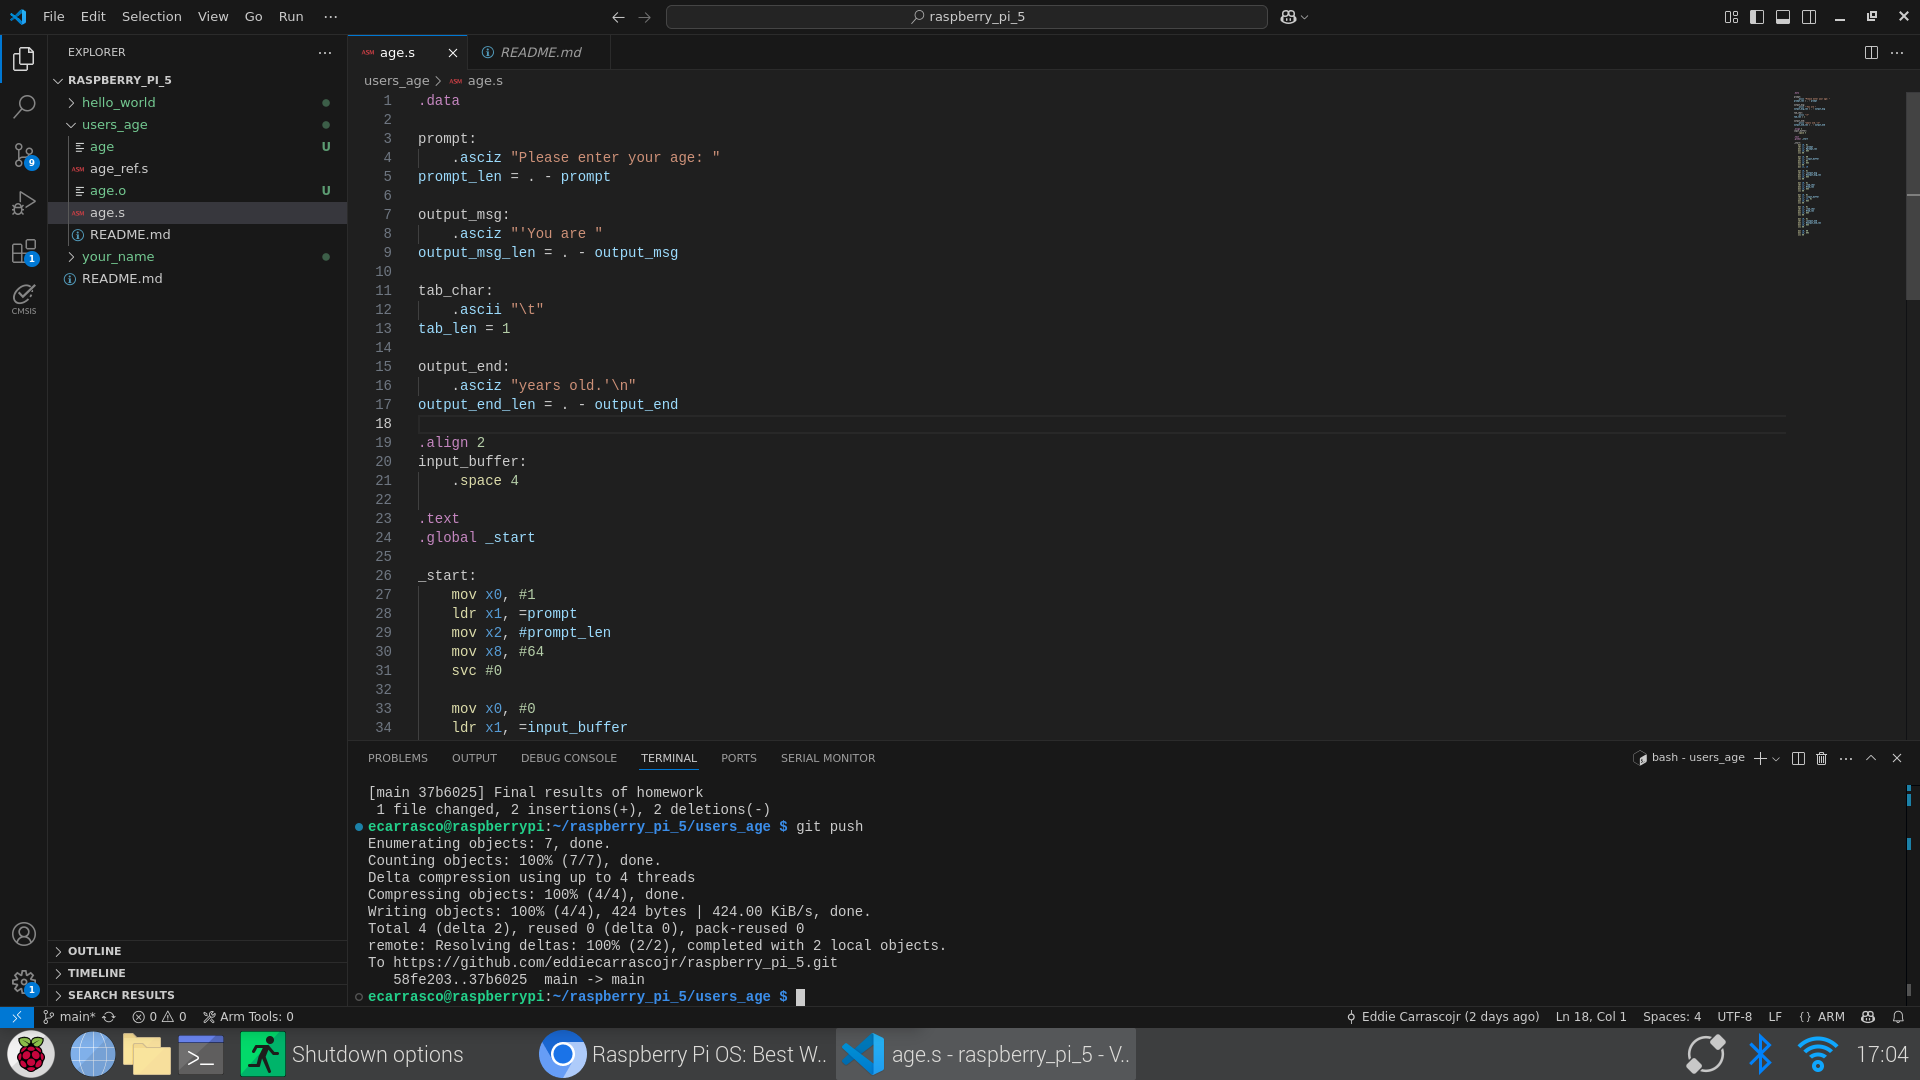 File Edit Selection View Go Run ···
raspberry_pi_5
EXPLORER ···
RASPBERRY_PI_5
hello_world
users_age
age U
age_ref.s
age.o U
age.s
README.md
your_name
README.md
9
1
CMSIS
1
OUTLINE
TIMELINE
SEARCH RESULTS
ASM age.s
README.md
users_age > ASM age.s
1 .data
2
3 prompt:
4 .asciz "Please enter your age: "
5 prompt_len = . - prompt
6
7 output_msg:
8 .asciz "'You are "
9 output_msg_len = . - output_msg
10
11 tab_char:
12 .ascii "\t"
13 tab_len = 1
14
15 output_end:
16 .asciz "years old.'\n"
17 output_end_len = . - output_end
18
19 .align 2
20 input_buffer:
21 .space 4
22
23 .text
24 .global _start
25
26 _start:
27 mov x0, #1
28 ldr x1, =prompt
29 mov x2, #prompt_len
30 mov x8, #64
31 svc #0
32
33 mov x0, #0
34 ldr x1, =input_buffer
PROBLEMS OUTPUT DEBUG CONSOLE TERMINAL PORTS SERIAL MONITOR
bash - users_age
[main 37b6025] Final results of homework
1 file changed, 2 insertions(+), 2 deletions(-)
ecarrasco@raspberrypi:~/raspberry_pi_5/users_age $ git push
Enumerating objects: 7, done.
Counting objects: 100% (7/7), done.
Delta compression using up to 4 threads
Compressing objects: 100% (4/4), done.
Writing objects: 100% (4/4), 424 bytes | 424.00 KiB/s, done.
Total 4 (delta 2), reused 0 (delta 0), pack-reused 0
remote: Resolving deltas: 100% (2/2), completed with 2 local objects.
To https://github.com/eddiecarrascojr/raspberry_pi_5.git
58fe203..37b6025 main -> main
ecarrasco@raspberrypi:~/raspberry_pi_5/users_age $
main* 0 0 Arm Tools: 0
Eddie Carrascojr (2 days ago) Ln 18, Col 1 Spaces: 4 UTF-8 LF {} ARM
Shutdown options
Raspberry Pi OS: Best W..
age.s - raspberry_pi_5 - V..
17:04